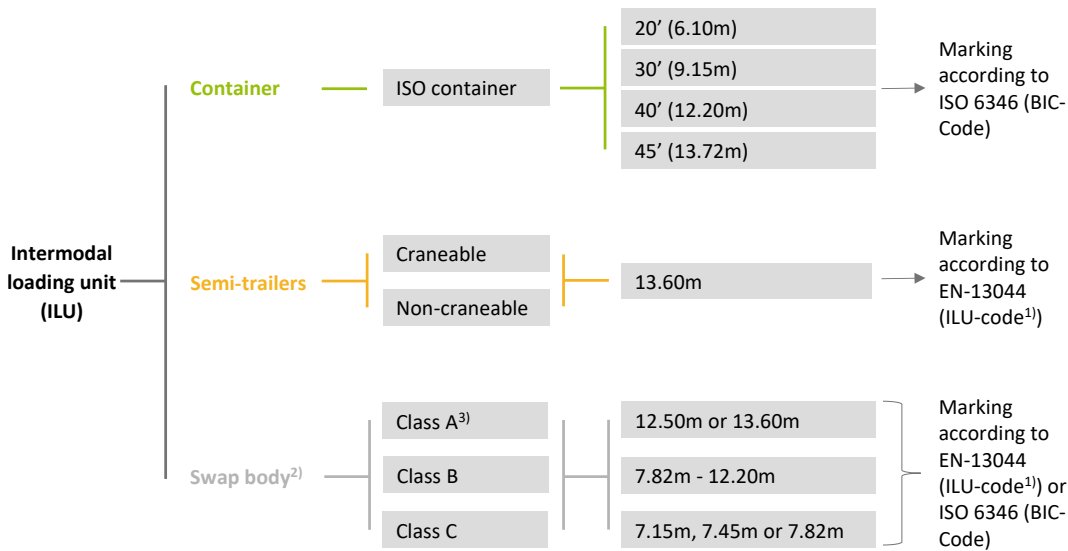 Intermodal
loading unit
(ILU)
Container
ISO container
20’ (6.10m)
30’ (9.15m)
40’ (12.20m)
45’ (13.72m)
Marking
according to
ISO 6346 (BIC-
Code)
Semi-trailers
Craneable
Non-craneable
13.60m
Marking
according to
EN-13044
(ILU-code1))
Swap body2)
Class A3)
Class B
Class C
12.50m or 13.60m
7.82m - 12.20m
7.15m, 7.45m or 7.82m
Marking
according to
EN-13044
(ILU-code1)) or
ISO 6346 (BIC-
Code)